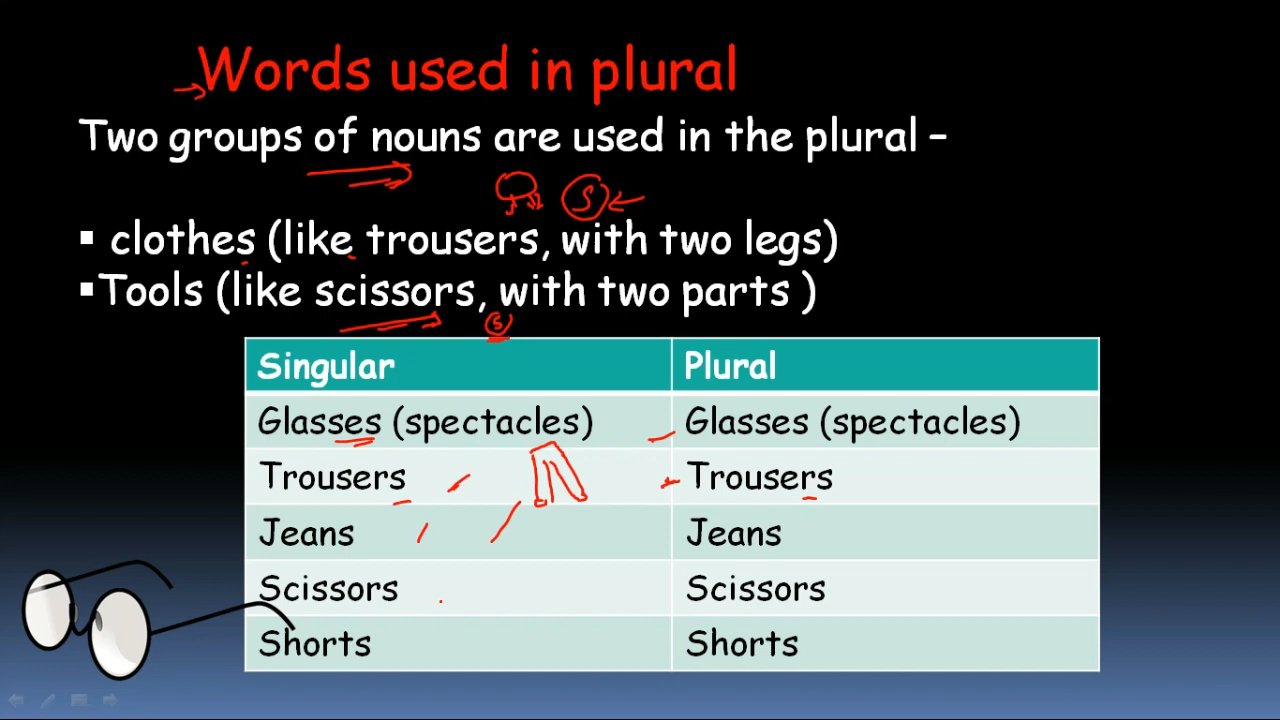 Words used in plural
Two groups of nouns are used in the plural –
S
▪ clothes (like trousers, with two legs)
▪Tools (like scissors, with two parts )
S
Singular Plural
Glasses (spectacles) Glasses (spectacles)
Trousers Trousers
Jeans Jeans
Scissors Scissors
Shorts Shorts